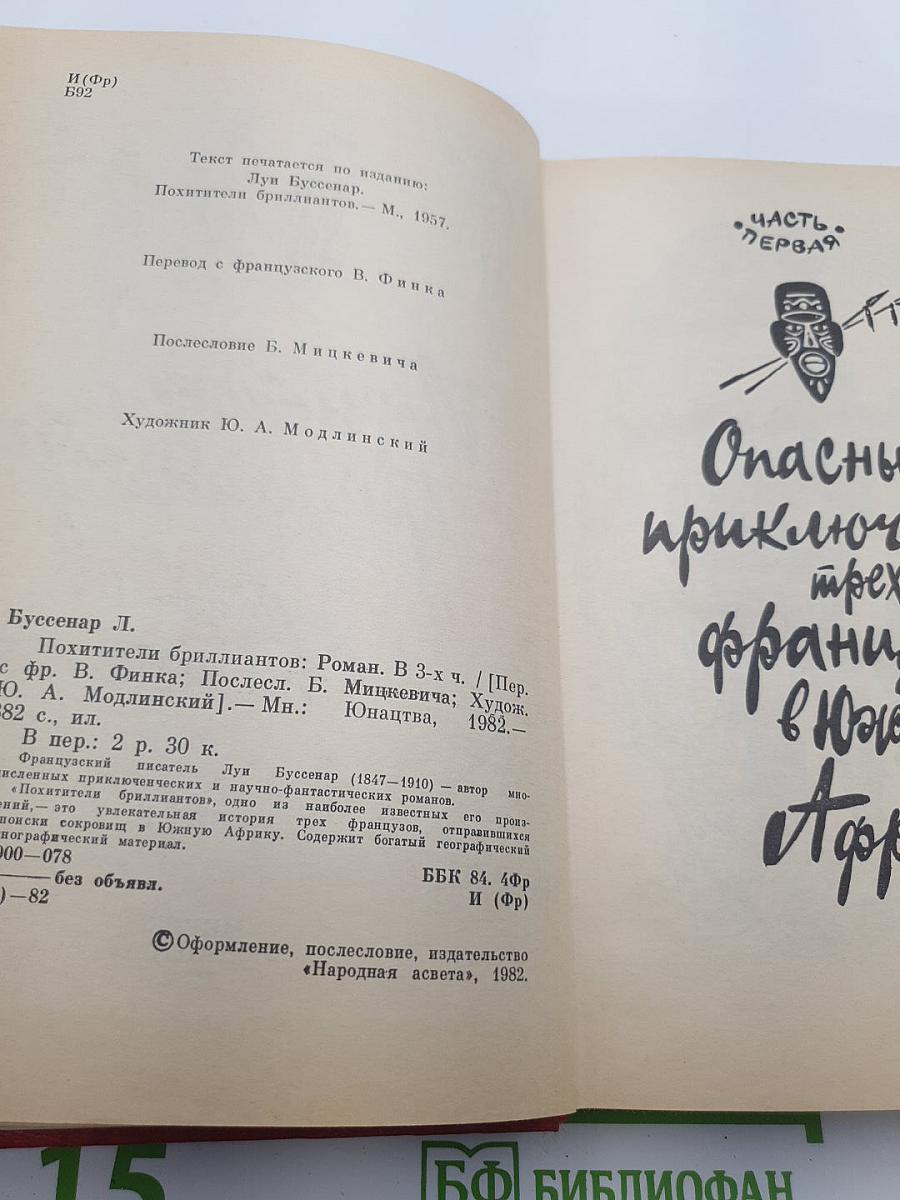 И(Фр)
Б92
Текст печатается по изданию:
Луи Буссенар.
Похитители бриллиантов.— М., 1957.
Перевод с французского В. Финка
Послесловие Б. Мицкевича
Художник Ю. А. Модлинский
Буссенар Л.
Похитители бриллиантов: Роман. В 3-х ч. / [Пер.
с фр. В. Финка; Послесл. Б. Мицкевича; Худож.
Ю. А. Модлинский].— Мн.: Юнацтва, 1982.—
382 с., ил.
В пер.: 2 р. 30 к.
Французский писатель Луи Буссенар (1847—1910) — автор мно-
численных приключенческих и научно-фантастических романов.
«Похитители бриллиантов», одно из наиболее известных его произ-
ений,— это увлекательная история трех французов, отправившихся
поиски сокровищ в Южную Африку. Содержит богатый географический
нографический материал.
000—078
без объявл.
)—82
ББК 84. 4Фр
И (Фр)
© Оформление, послесловие, издательство
«Народная асвета», 1982.
ЧАСТЬ
ПЕРВАЯ
Опасны
приключ
трех
францу
в Юж
Афр
15
БФ БИБЛИОФАН